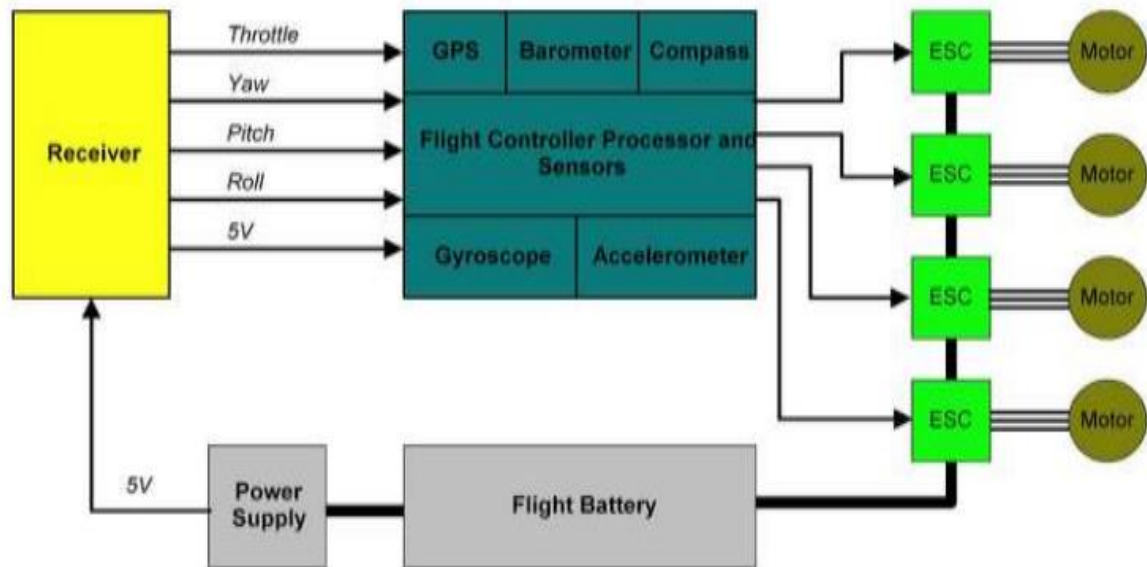 Throttle
Yaw
Pitch
Roll
5V
Receiver
GPS
Barometer
Compass
Flight Controller Processor and
Sensors
Gyroscope
Accelerometer
ESC
Motor
ESC
Motor
ESC
Motor
ESC
Motor
5V
Power
Supply
Flight Battery